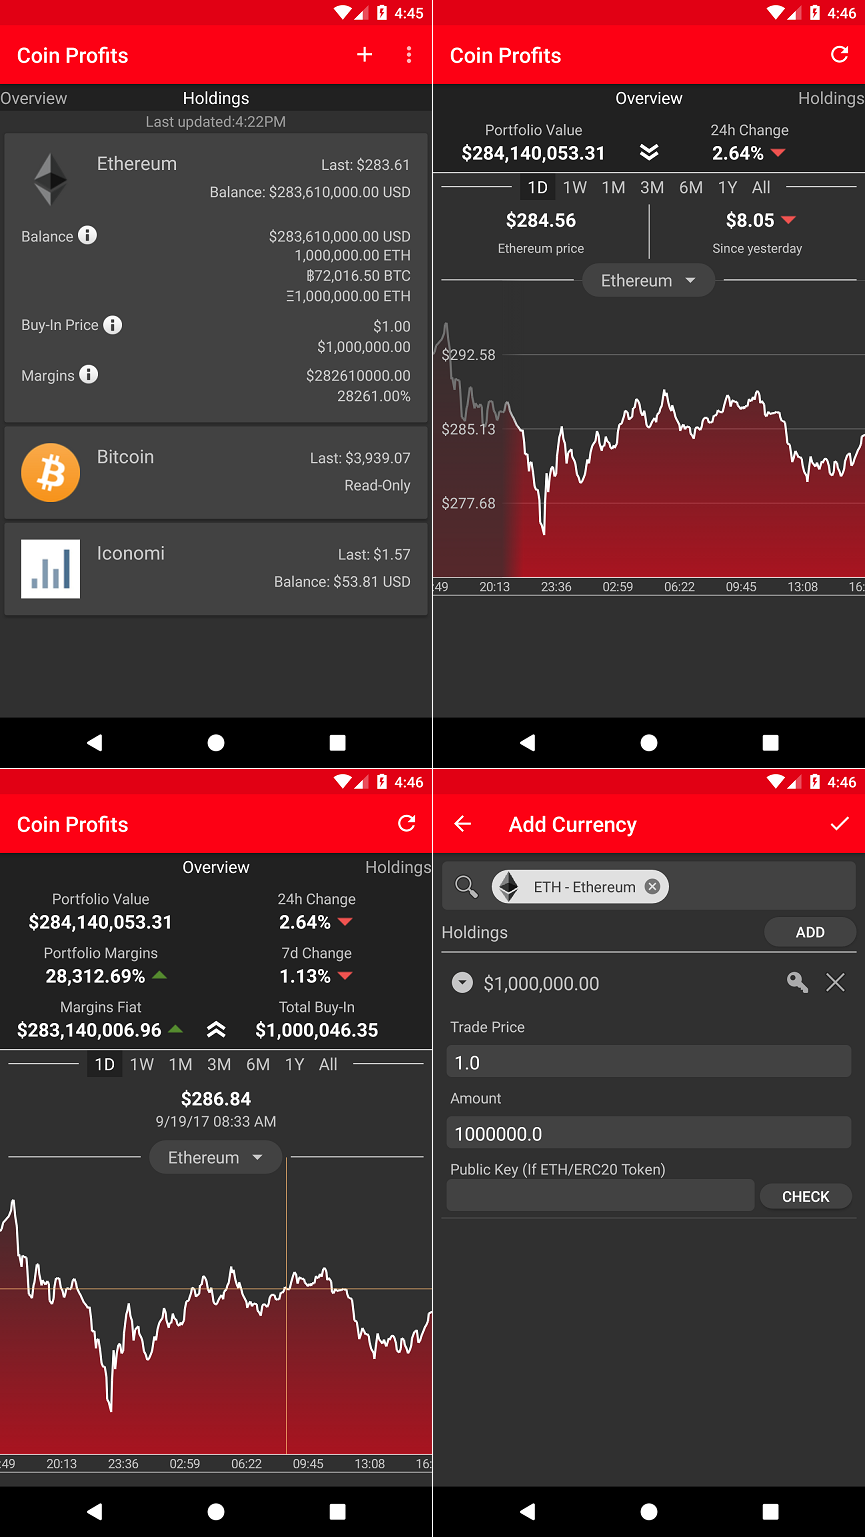 4:45
Coin Profits
Overview Holdings
Last updated:4:22PM
Ethereum Last: $283.61
Balance: $283,610,000.00 USD
Balance $283,610,000.00 USD
1,000,000.00 ETH
฿72,016.50 BTC
Ξ1,000,000.00 ETH
Buy-In Price $1.00
$1,000,000.00
Margins $282610000.00
28261.00%
Bitcoin Last: $3,939.07
Read-Only
Iconomi Last: $1.57
Balance: $53.81 USD
4:46
Coin Profits
Overview Holdings
Portfolio Value 24h Change
$284,140,053.31 2.64%
1D 1W 1M 3M 6M 1Y All
$284.56 $8.05
Ethereum price Since yesterday
Ethereum
$292.58
$285.13
$277.68
:49 20:13 23:36 02:59 06:22 09:45 13:08 16:
4:46
Coin Profits
Overview Holdings
Portfolio Value 24h Change
$284,140,053.31 2.64%
Portfolio Margins 7d Change
28,312.69% 1.13%
Margins Fiat Total Buy-In
$283,140,006.96 $1,000,046.35
1D 1W 1M 3M 6M 1Y All
$286.84
9/19/17 08:33 AM
Ethereum
:49 20:13 23:36 02:59 06:22 09:45 13:08 16:
4:46
Add Currency
ETH - Ethereum
Holdings ADD
$1,000,000.00
Trade Price
1.0
Amount
1000000.0
Public Key (If ETH/ERC20 Token)
CHECK